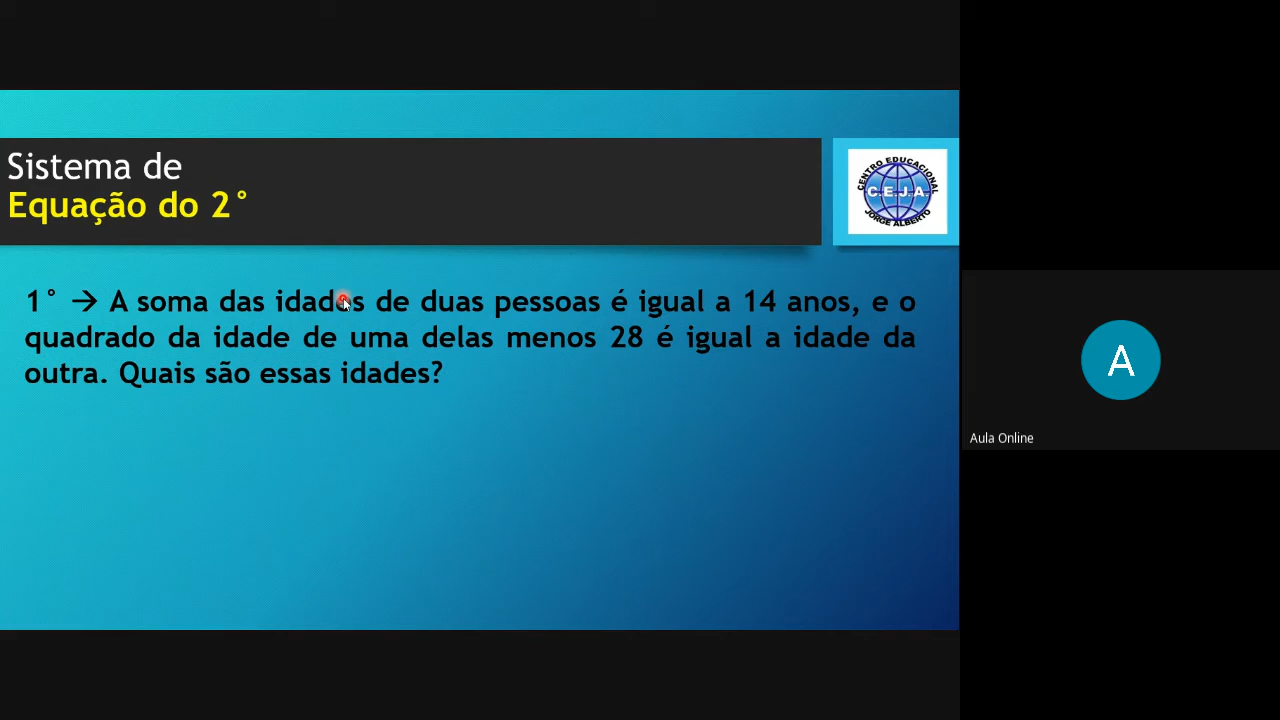 Sistema de
Equação do 2°
CENTRO EDUCACIONAL
C.E.J.A
JORGE ALBERTO
1° → A soma das idades de duas pessoas é igual a 14 anos, e o
quadrado da idade de uma delas menos 28 é igual a idade da
outra. Quais são essas idades?
A
Aula Online